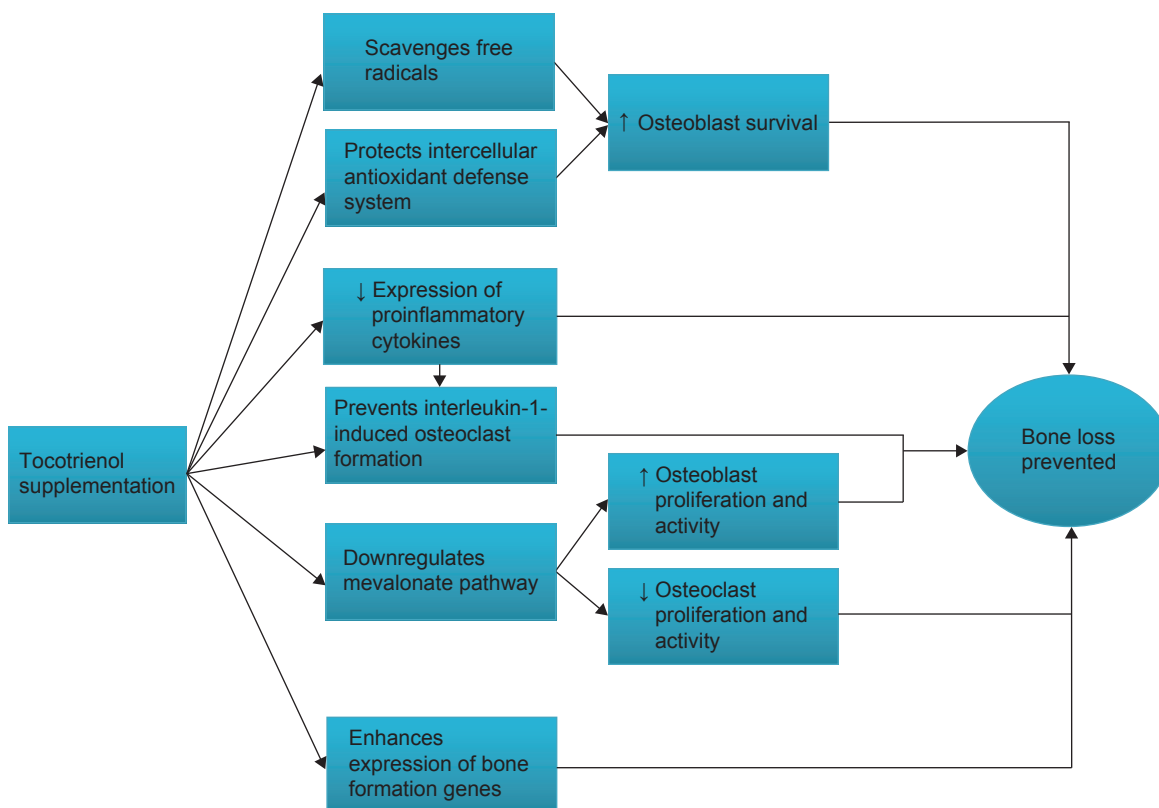 Scavenges free
radicals
↑ Osteoblast survival
Protects intercellular
antioxidant defense
system
↓ Expression of
proinflammatory
cytokines
Prevents interleukin-1-
induced osteoclast
formation
Tocotrienol
supplementation
Bone loss
prevented
↑ Osteoblast
proliferation and
activity
Downregulates
mevalonate pathway
↓ Osteoclast
proliferation and
activity
Enhances
expression of bone
formation genes